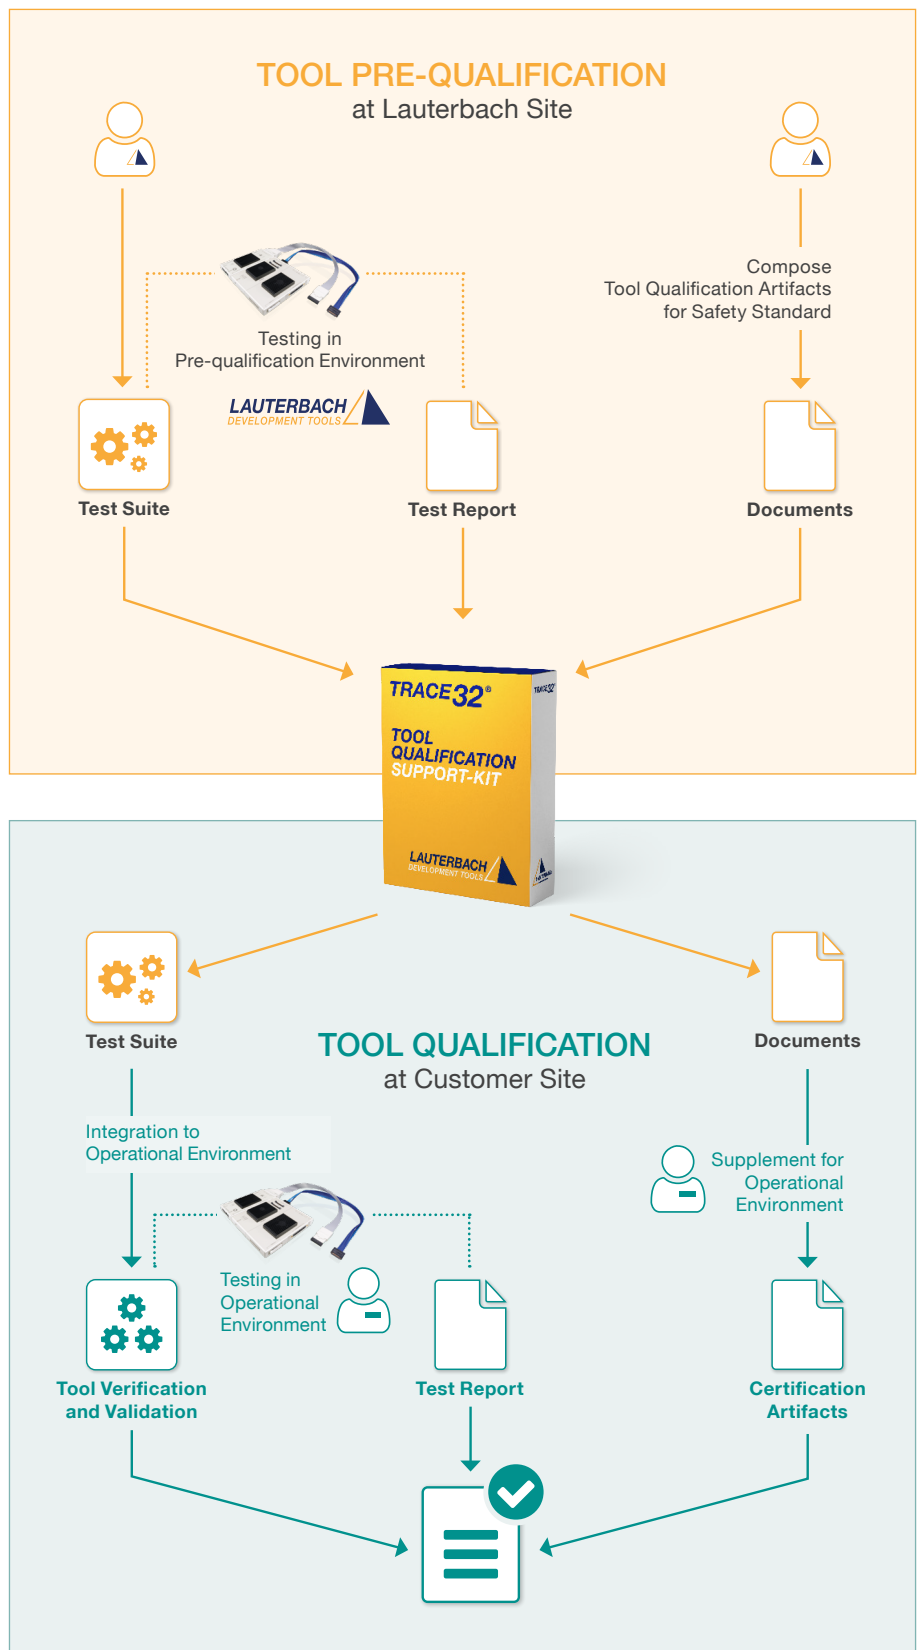 TOOL PRE-QUALIFICATION
at Lauterbach Site
Compose
Tool Qualification Artifacts
for Safety Standard
Testing in
Pre-qualification Environment
LAUTERBACH
DEVELOPMENT TOOLS
Test Suite
Test Report
Documents
TRACE32®
TRACE32®
TOOL
QUALIFICATION
SUPPORT-KIT
LAUTERBACH
DEVELOPMENT TOOLS
Test Suite
Documents
TOOL QUALIFICATION
at Customer Site
Integration to
Operational Environment
Supplement for
Operational
Environment
Testing in
Operational
Environment
Tool Verification
and Validation
Test Report
Certification
Artifacts